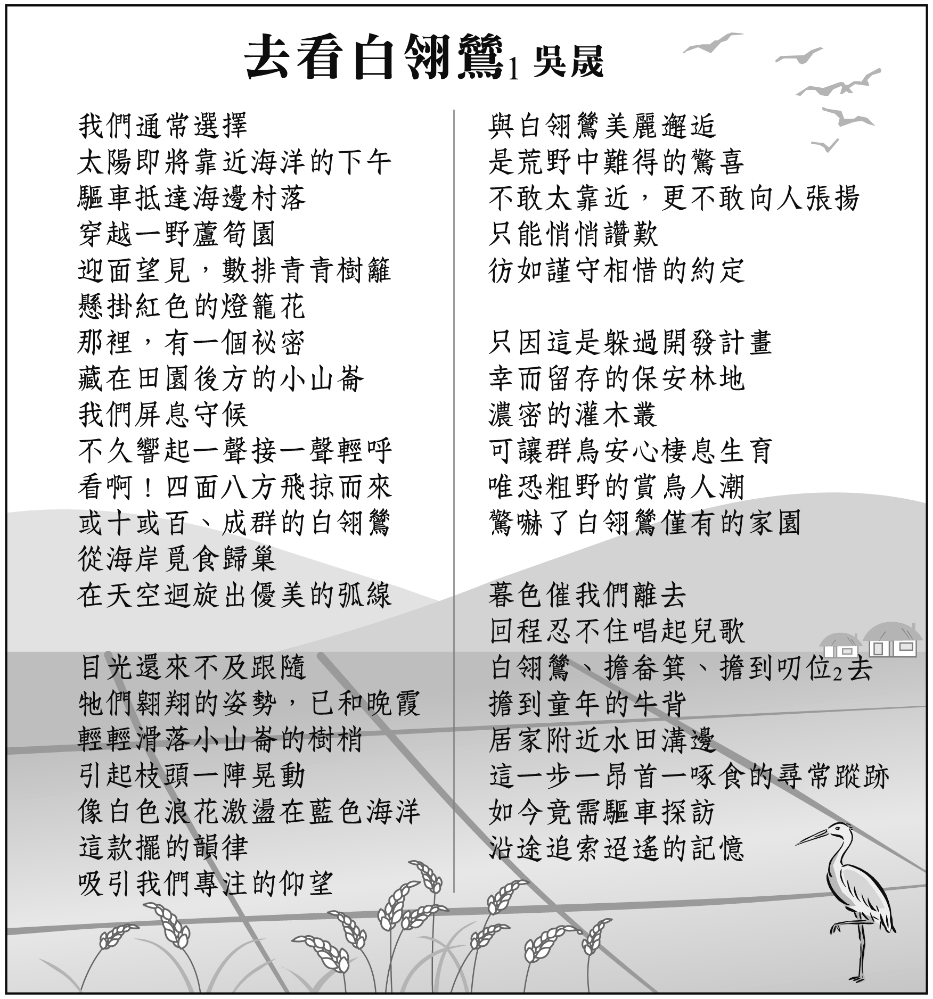 去看白翎鷥1 吳晟
我們通常選擇
太陽即將靠近海洋的下午
驅車抵達海邊村落
穿越一野蘆筍園
迎面望見，數排青青樹籬
懸掛紅色的燈籠花
那裡，有一個祕密
藏在田園後方的小山崙
我們屏息守候
不久響起一聲接一聲輕呼
看啊！四面八方飛掠而來
或十或百、成群的白翎鷥
從海岸覓食歸巢
在天空迴旋出優美的弧線
目光還來不及跟隨
牠們翱翔的姿勢，已和晚霞
輕輕滑落小山崙的樹梢
引起枝頭一陣晃動
像白色浪花激盪在藍色海洋
這款擺的韻律
吸引我們專注的仰望
與白翎鷥美麗邂逅
是荒野中難得的驚喜
不敢太靠近，更不敢向人張揚
只能悄悄讚歎
彷如謹守相惜的約定
只因這是躲過開發計畫
幸而留存的保安林地
濃密的灌木叢
可讓群鳥安心棲息生育
唯恐粗野的賞鳥人潮
驚嚇了白翎鷥僅有的家園
暮色催我們離去
回程忍不住唱起兒歌
白翎鷥、擔畚箕、擔到叨位2去
擔到童年的牛背
居家附近水田溝邊
這一步一昂首一啄食的尋常蹤跡
如今竟需驅車探訪
沿途追索迢遙的記憶